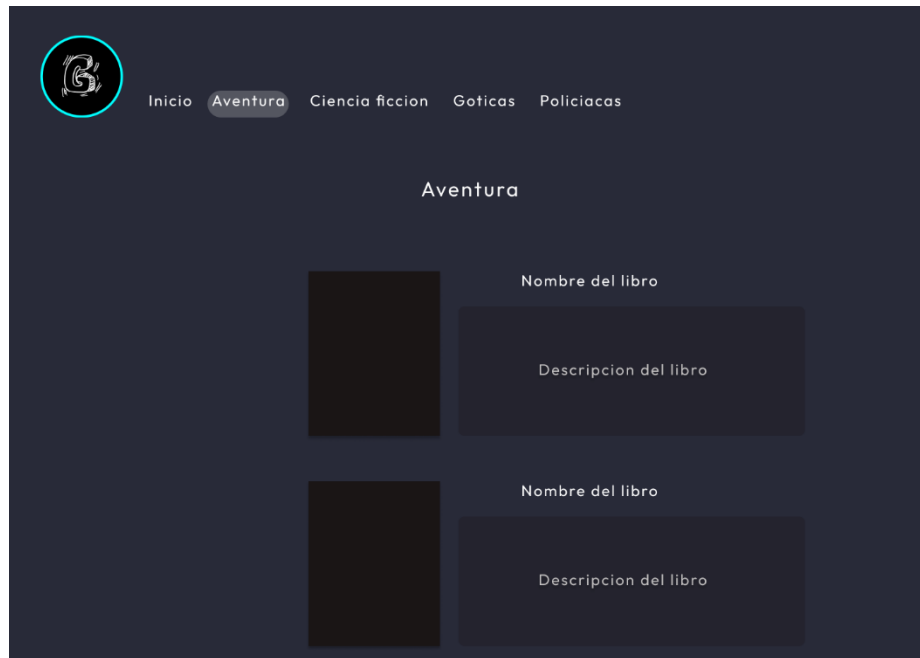 G
Inicio Aventura Ciencia ficcion Goticas Policiacas
Aventura
Nombre del libro
Descripcion del libro
Nombre del libro
Descripcion del libro